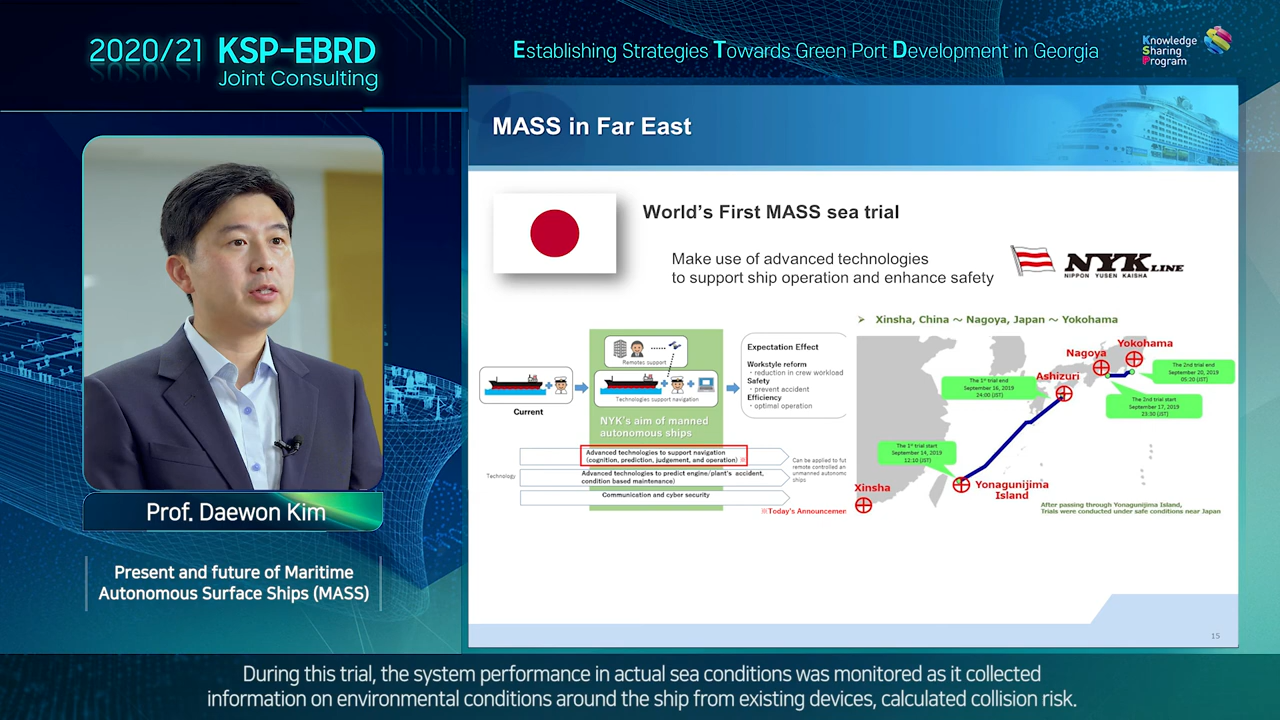 2020/21 KSP-EBRD
Joint Consulting
Establishing Strategies Towards Green Port Development in Georgia
Knowledge
Sharing
Program
MASS in Far East
World's First MASS sea trial
Make use of advanced technologies
to support ship operation and enhance safety
NYK LINE
NIPPON YUSEN KAISHA
Remotes support
Technologies support navigation
Current
NYK's aim of manned
autonomous ships
Expectation Effect
Workstyle reform
・reduction in crew workload
Safety
・prevent accident
Efficiency
・optimal operation
Technology
Advanced technologies to support navigation
(cognition, prediction, judgement, and operation) ※
Advanced technologies to predict engine/plant's accident,
condition based maintenance)
Communication and cyber security
Can be applied to fut
remote controlled an
unmanned autonomo
ships
※Today's Announcemen
➢ Xinsha, China ～ Nagoya, Japan ～ Yokohama
Yokohama
Nagoya
Ashizuri
The 2nd trial end
September 20, 2019
05:20 (JST)
The 1st trial end
September 16, 2019
24:00 (JST)
The 2nd trial start
September 17, 2019
23:30 (JST)
The 1st trial start
September 14, 2019
12:10 (JST)
Xinsha
Yonagunijima
Island
After passing through Yonagunijima Island,
Trials were conducted under safe conditions near Japan
15
Prof. Daewon Kim
Present and future of Maritime
Autonomous Surface Ships (MASS)
During this trial, the system performance in actual sea conditions was monitored as it collected
information on environmental conditions around the ship from existing devices, calculated collision risk.